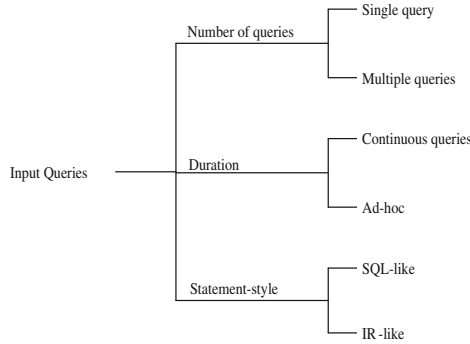 Single query
Number of queries
Multiple queries
Continuous queries
Duration
Input Queries
Ad-hoc
SQL-like
Statement-style
IR-like